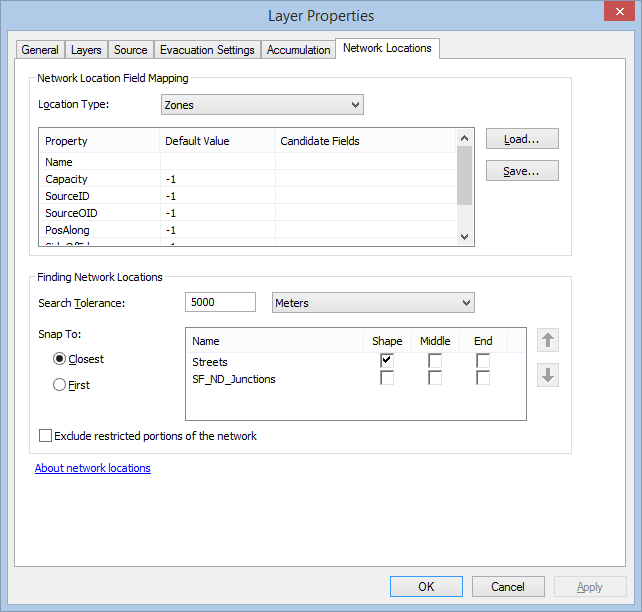 Layer Properties
General Layers Source Evacuation Settings Accumulation Network Locations
Network Location Field Mapping
Location Type: Zones
Property Default Value Candidate Fields
Name
Capacity -1
SourceID -1
SourceOID -1
PosAlong -1
Load...
Save...
Finding Network Locations
Search Tolerance: 5000 Meters
Snap To:
Closest
First
Name Shape Middle End
Streets
SF_ND_Junctions
Exclude restricted portions of the network
About network locations
OK Cancel Apply